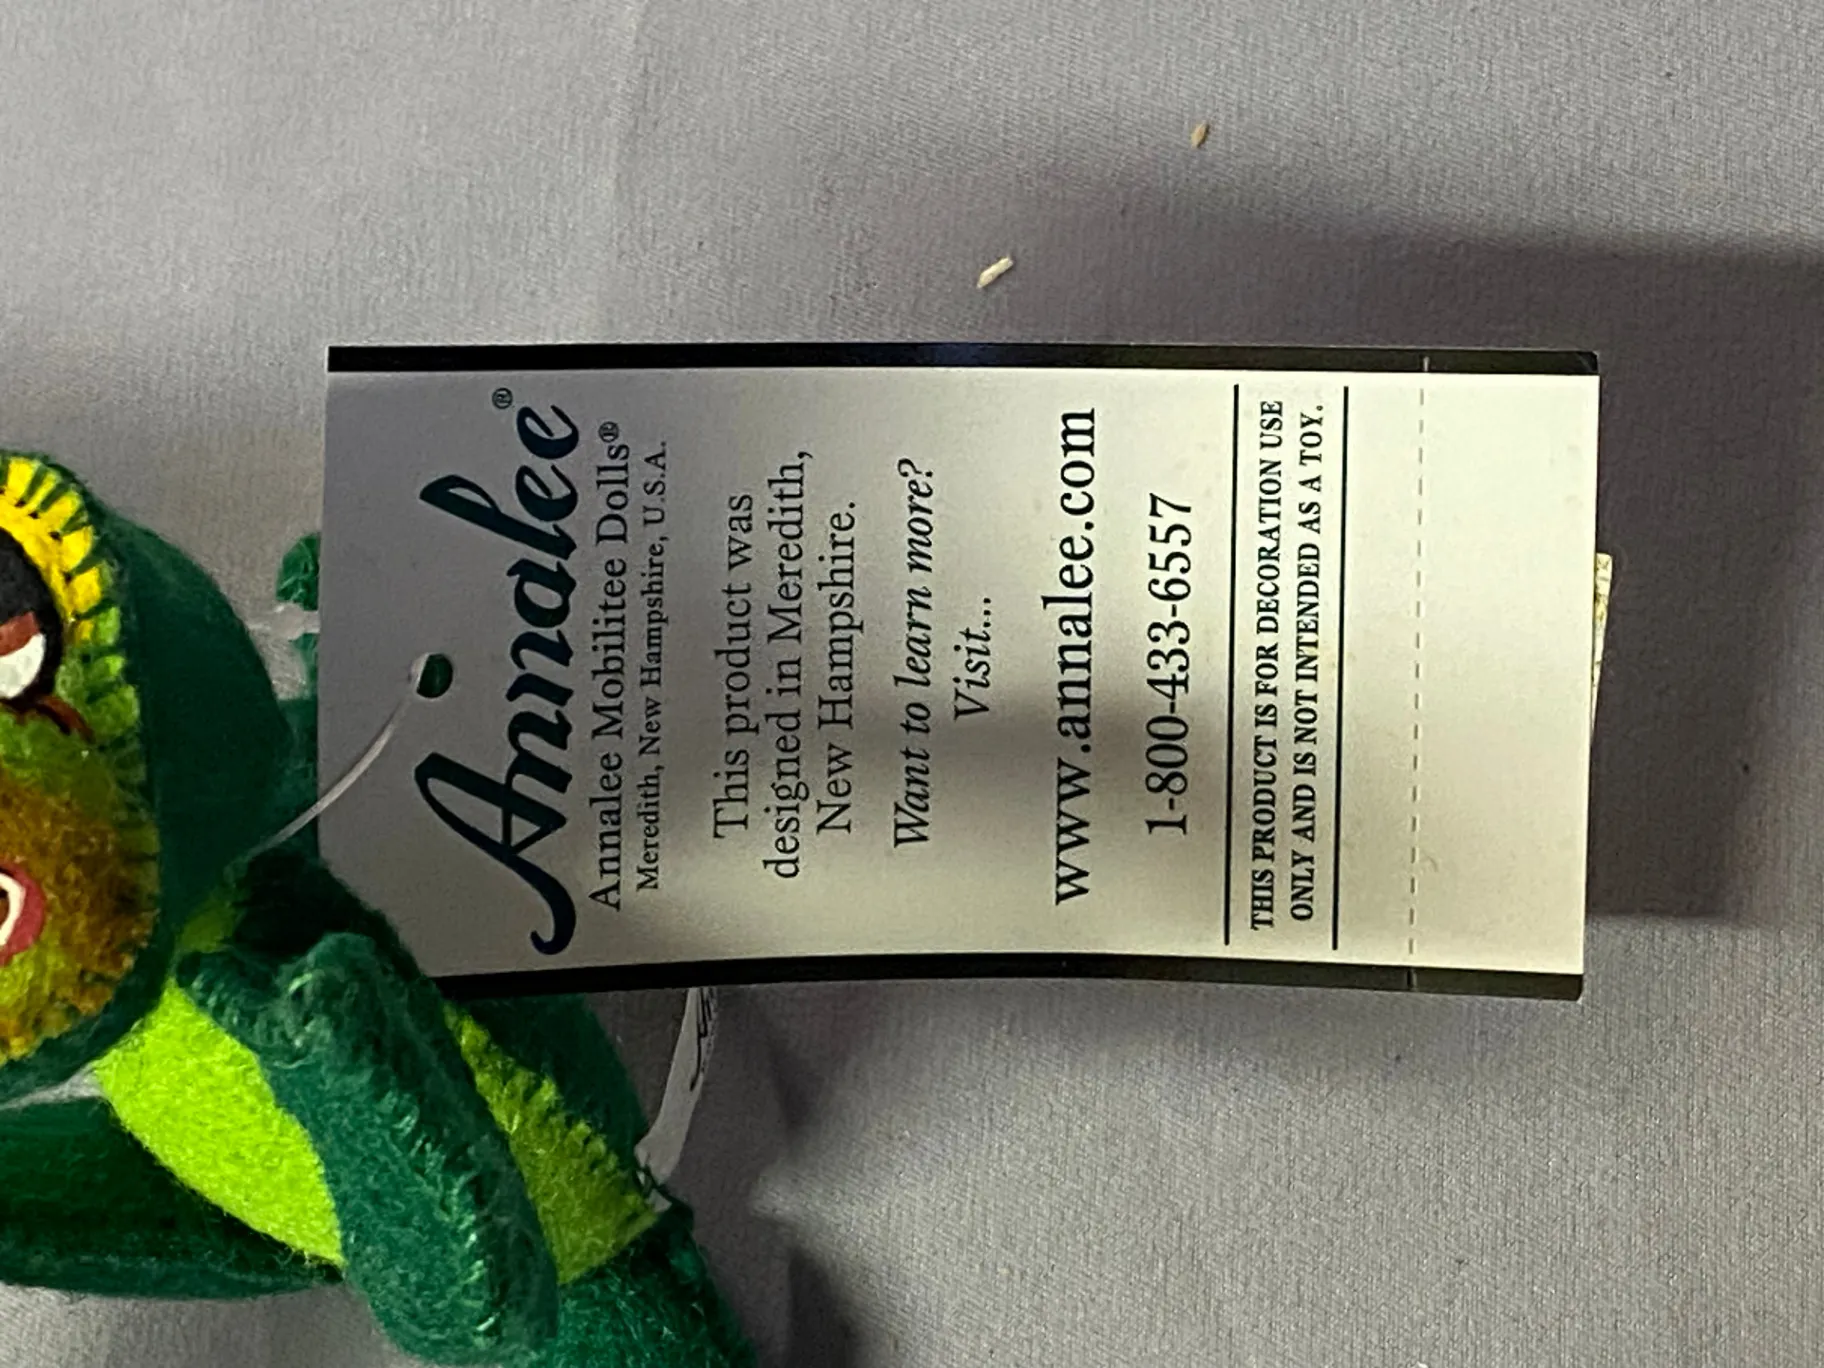 Annalee®
Annalee Mobilitee Dolls®
Meredith, New Hampshire, U.S.A.
This product was
designed in Meredith,
New Hampshire.
Want to learn more?
Visit...
www.annalee.com
1-800-433-6557
THIS PRODUCT IS FOR DECORATION USE
ONLY AND IS NOT INTENDED AS A TOY.